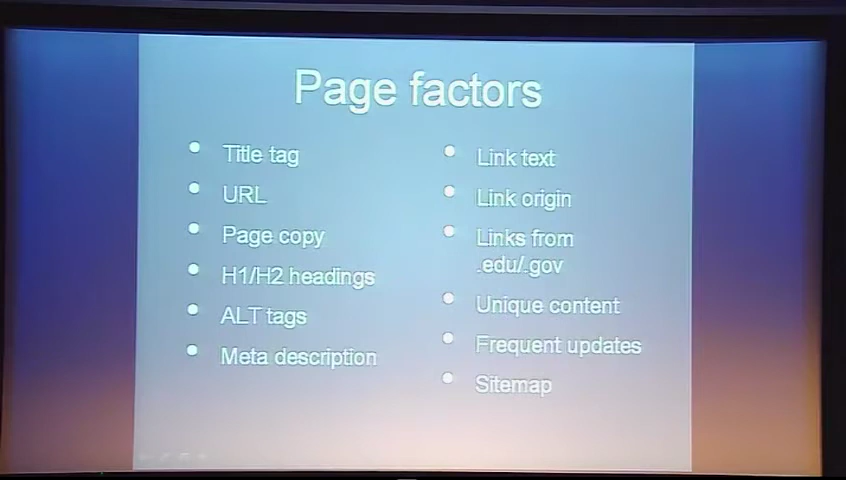 Page factors
Title tag
URL
Page copy
H1/H2 headings
ALT tags
Meta description
Link text
Link origin
Links from
.edu/.gov
Unique content
Frequent updates
Sitemap